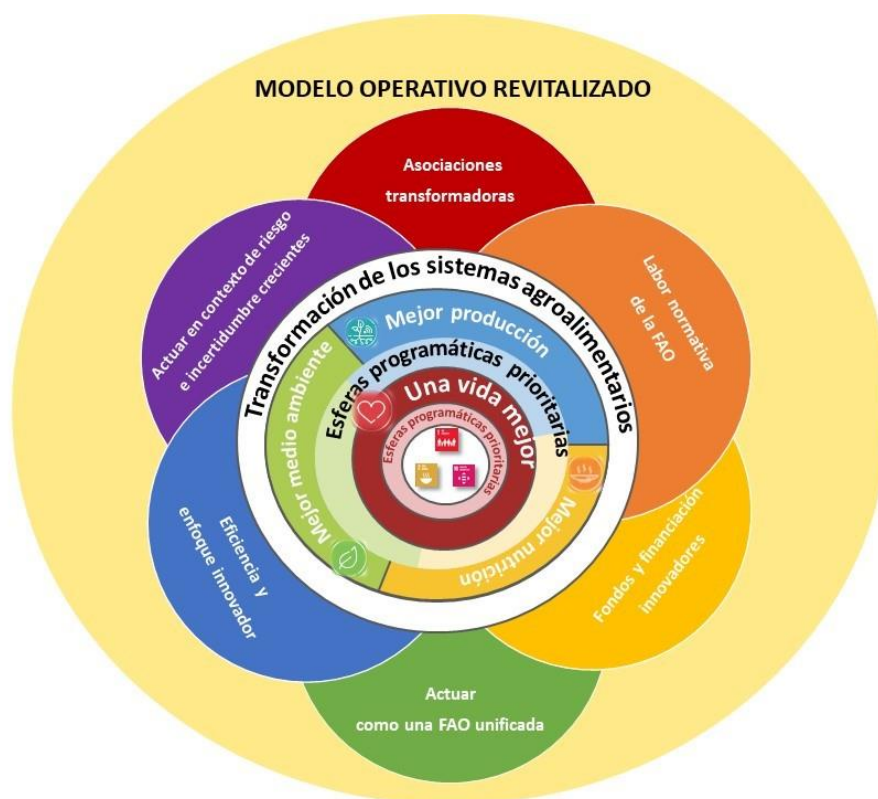 MODELO OPERATIVO REVITALIZADO
Asociaciones
transformadoras
Actuar en contexto de riesgo
e incertidumbre crecientes
Labor normativa
de la FAO
Transformación de los sistemas agroalimentarios
Mejor producción
Mejor medio ambiente
Esferas programáticas prioritarias
Una vida mejor
Esferas programáticas prioritarias
Mejor nutrición
Eficiencia y
enfoque innovador
Fondos y financiación
innovadores
Actuar
como una FAO unificada